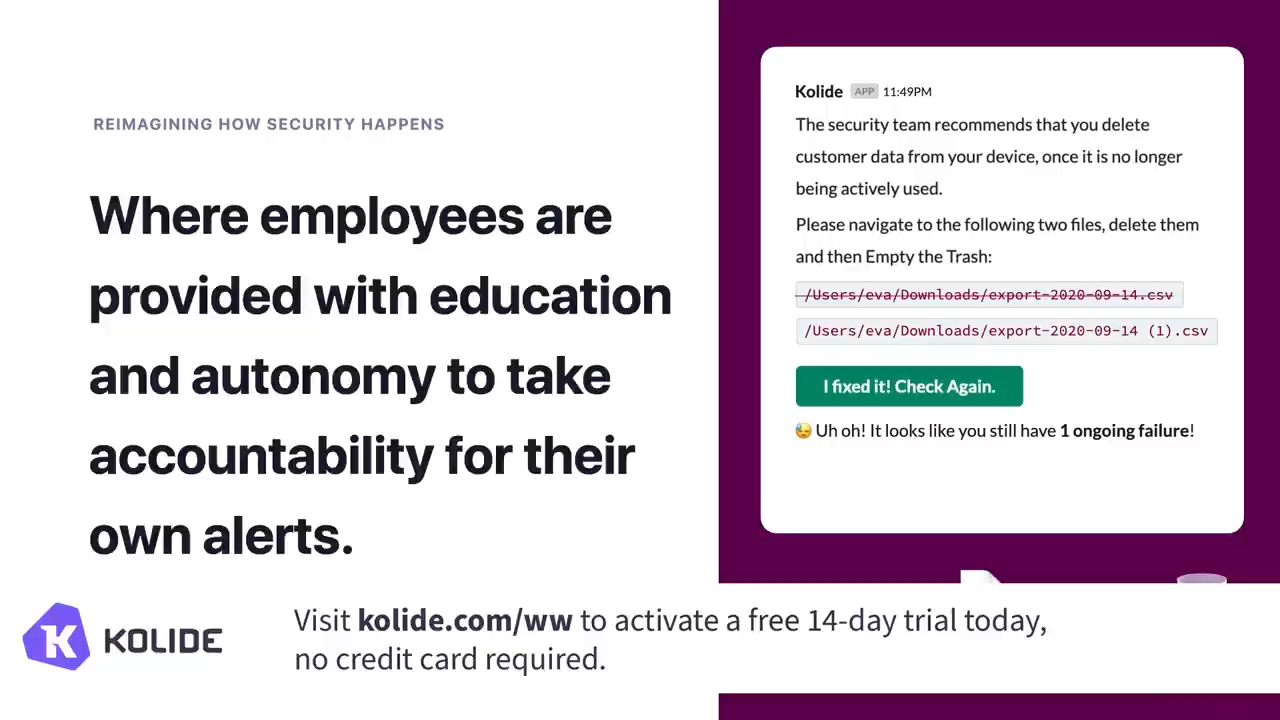 REIMAGINING HOW SECURITY HAPPENS
Where employees are
provided with education
and autonomy to take
accountability for their
own alerts.
Kolide APP 11:49PM
The security team recommends that you delete
customer data from your device, once it is no longer
being actively used.
Please navigate to the following two files, delete them
and then Empty the Trash:
/Users/eva/Downloads/export-2020-09-14.csv
/Users/eva/Downloads/export-2020-09-14 (1).csv
I fixed it! Check Again.
😓 Uh oh! It looks like you still have 1 ongoing failure!
K KOLIDE
Visit kolide.com/ww to activate a free 14-day trial today,
no credit card required.